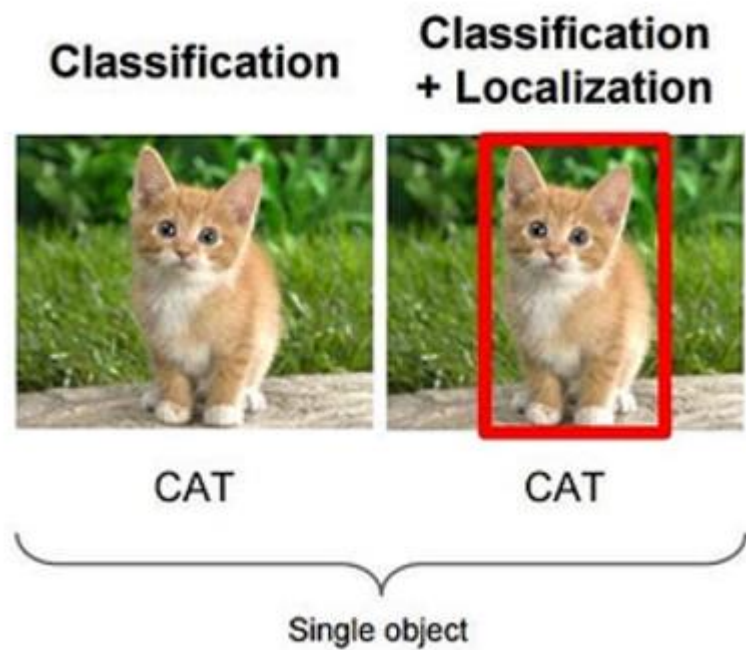 Classification
Classification
+ Localization
CAT
CAT
Single object